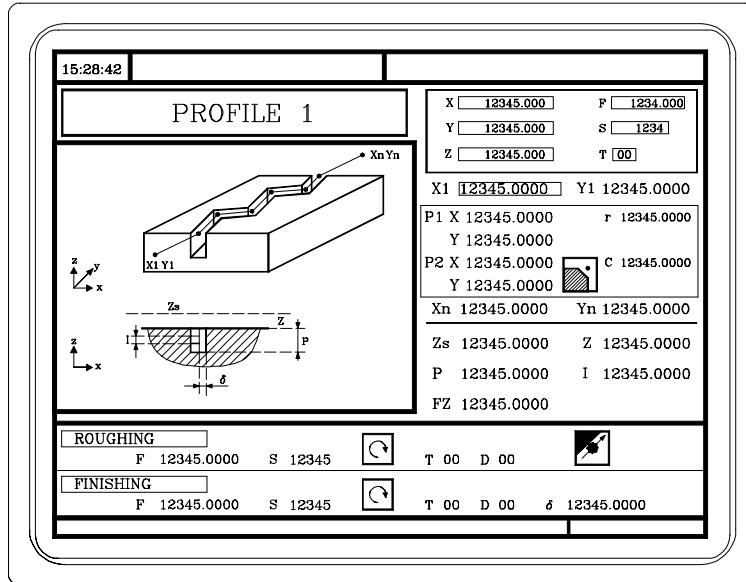 15:28:42
PROFILE 1
X 12345.000 F 1234.000
Y 12345.000 S 1234
Z 12345.000 T 00
Xn Yn
X1 Y1
z
y
x
Zs
Z
I
P
z
x
δ
X1 12345.0000 Y1 12345.0000
P1 X 12345.0000 r 12345.0000
Y 12345.0000
P2 X 12345.0000 C 12345.0000
Y 12345.0000
Xn 12345.0000 Yn 12345.0000
Zs 12345.0000 Z 12345.0000
P 12345.0000 I 12345.0000
FZ 12345.0000
ROUGHING
F 12345.0000 S 12345 T 00 D 00
FINISHING
F 12345.0000 S 12345 T 00 D 00 δ 12345.0000